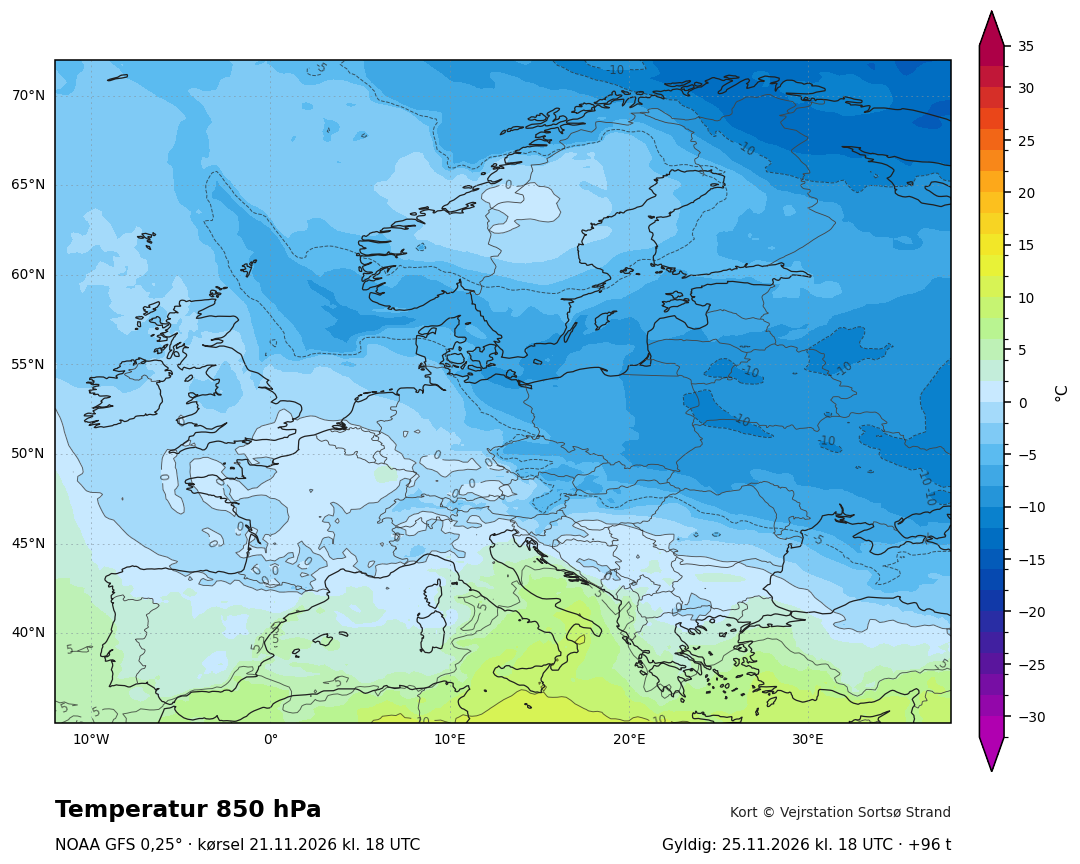 70°N
65°N
60°N
55°N
50°N
45°N
40°N
10°W 0° 10°E 20°E 30°E
35
30
25
20
15
10
5
0
−5
−10
−15
−20
−25
−30
°C
Temperatur 850 hPa
Kort © Vejrstation Sortsø Strand
NOAA GFS 0,25° · kørsel 21.11.2026 kl. 18 UTC
Gyldig: 25.11.2026 kl. 18 UTC · +96 t